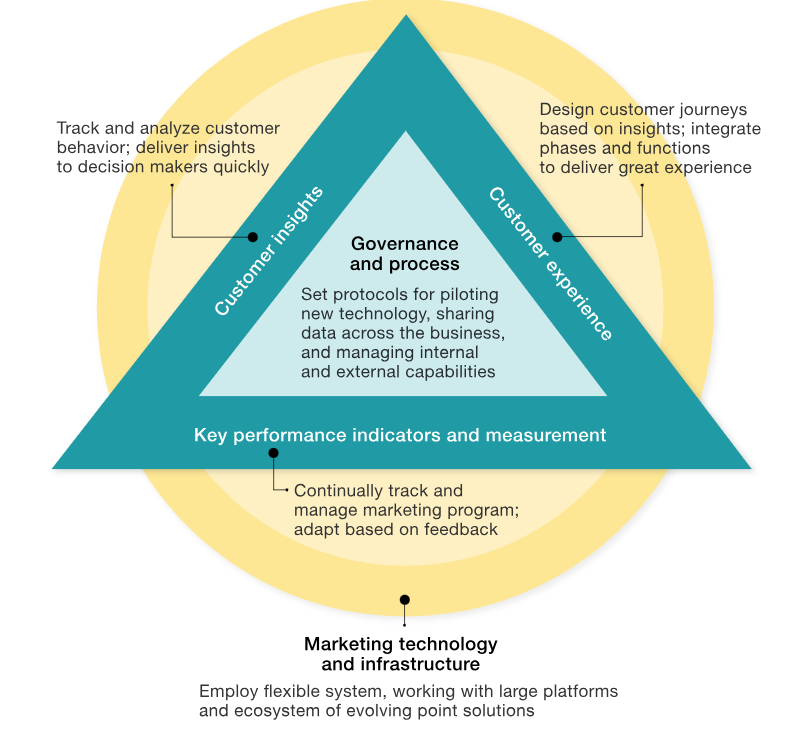 Track and analyze customer
behavior; deliver insights
to decision makers quickly
Design customer journeys
based on insights; integrate
phases and functions
to deliver great experience
Customer insights
Customer experience
Governance
and process
Set protocols for piloting
new technology, sharing
data across the business,
and managing internal
and external capabilities
Key performance indicators and measurement
Continually track and
manage marketing program;
adapt based on feedback
Marketing technology
and infrastructure
Employ flexible system, working with large platforms
and ecosystem of evolving point solutions